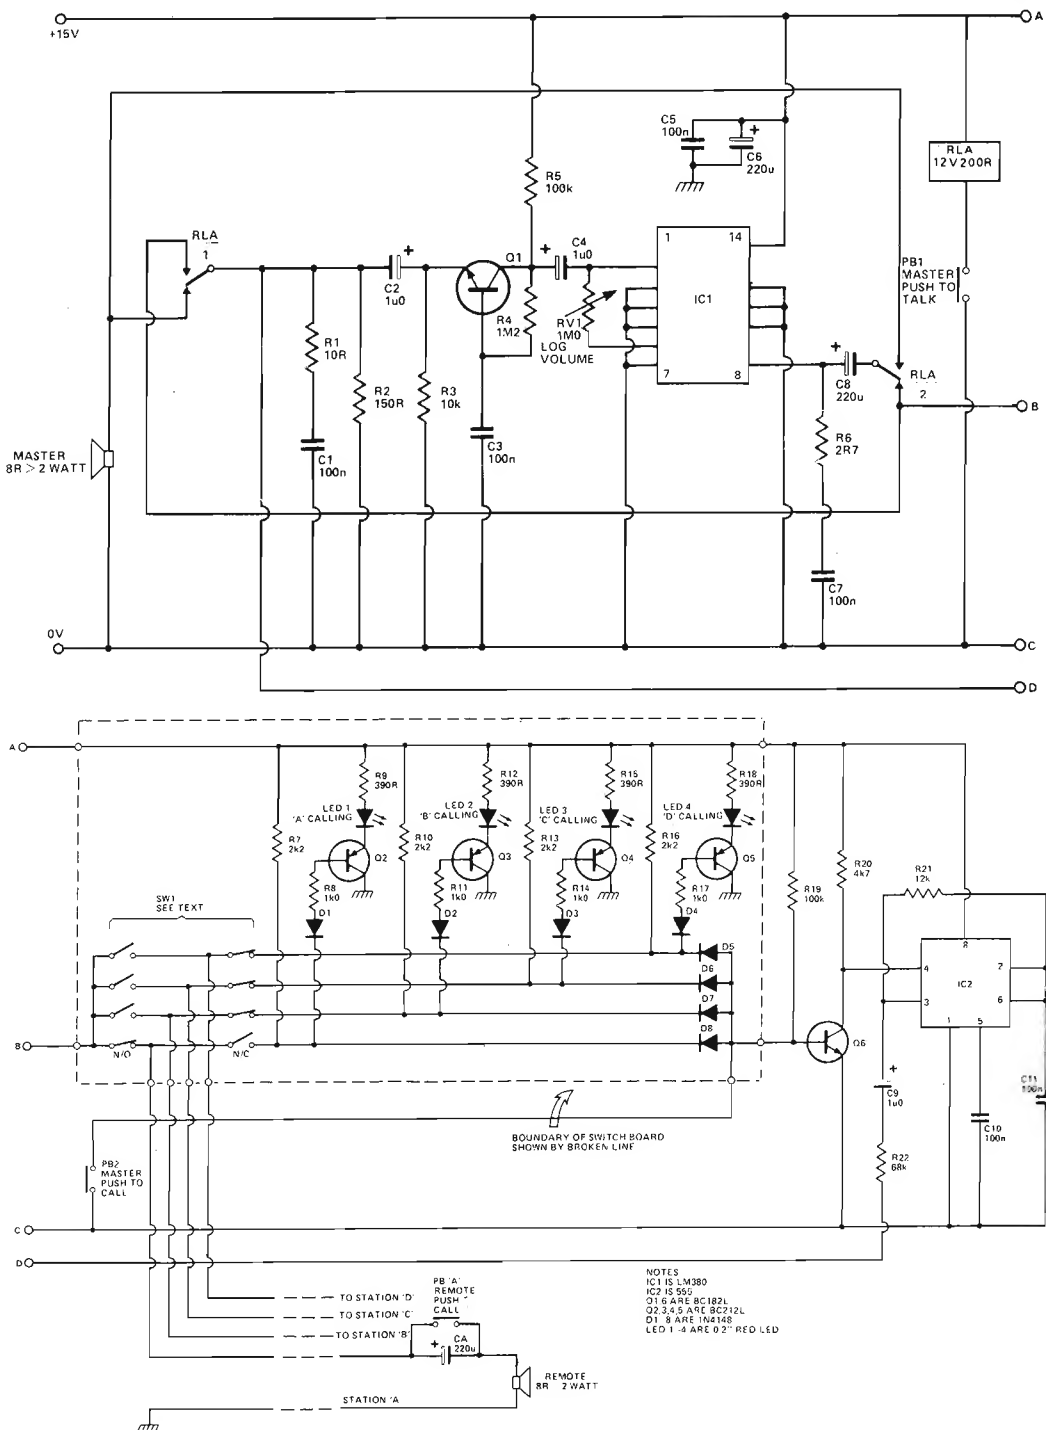 A
+15V
C5
100n
+
C6
220u
RLA
12V 200R
R5
100k
RLA
1
+
C2
1u0
Q1
+
C4
1u0
1
14
IC1
7
8
PB1
MASTER
PUSH TO
TALK
R4
1M2
RV1
1M0
LOG
VOLUME
R1
10R
R2
150R
R3
10k
+
C8
220u
RLA
2
B
MASTER
8R > 2 WATT
C1
100n
C3
100n
R6
2R7
C7
100n
0V
C
D
A
R9
390R
R12
390R
R15
390R
R18
390R
LED 1
'A' CALLING
LED 2
'B' CALLING
LED 3
'C' CALLING
LED 4
'D' CALLING
R7
2k2
R10
2k2
R13
2k2
R16
2k2
Q2
Q3
Q4
Q5
R8
1k0
R11
1k0
R14
1k0
R17
1k0
D1
D2
D3
D4
R19
100k
R20
4k7
R21
12k
SW1
SEE TEXT
D5
D6
D7
D8
8
4
7
IC2
3
6
1
5
B
N/O
N/C
Q6
+
C9
1u0
C10
100n
C11
100n
BOUNDARY OF SWITCH BOARD
SHOWN BY BROKEN LINE
PB2
MASTER
PUSH TO
CALL
R22
68k
C
D
NOTES
IC1 IS LM380
IC2 IS 555
Q1 6 ARE BC182L
Q2,3,4,5 ARE BC212L
D1 8 ARE 1N4148
LED 1 -4 ARE 0 2" RED LED
TO STATION 'D'
TO STATION 'C'
TO STATION 'B'
PB 'A'
REMOTE
PUSH
CALL
+
CA
220u
REMOTE
8R 2 WATT
STATION 'A